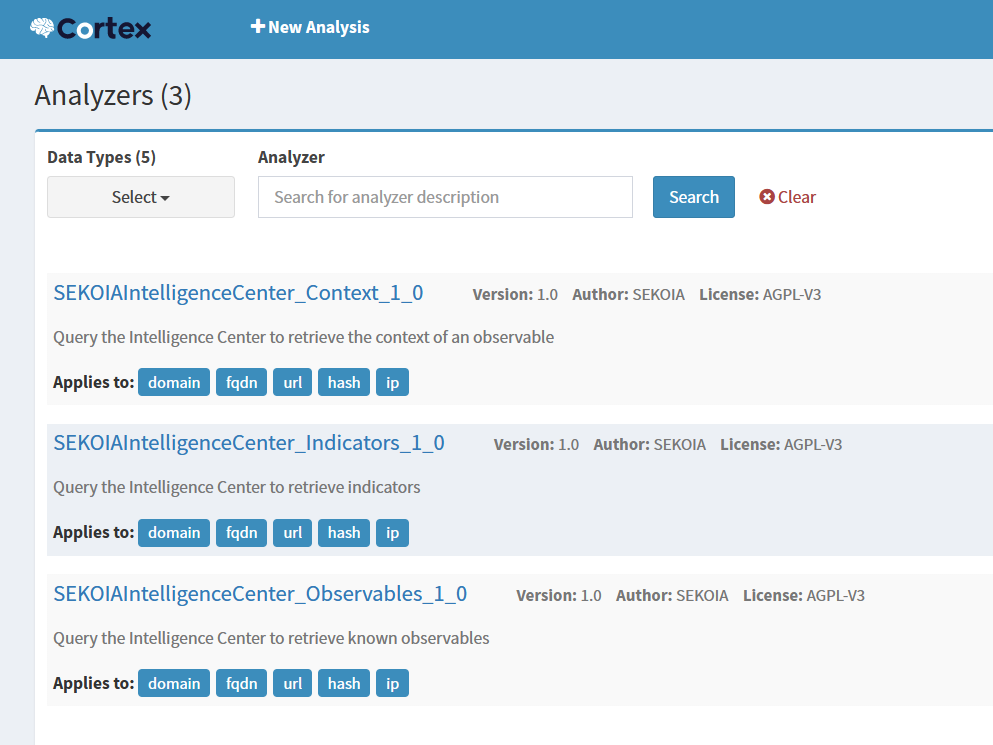 Cortex
New Analysis
Analyzers (3)
Data Types (5)
Analyzer
Select
Search for analyzer description
Search
Clear
SEKOIAIntelligenceCenter_Context_1_0 Version: 1.0 Author: SEKOIA License: AGPL-V3
Query the Intelligence Center to retrieve the context of an observable
Applies to: domain fqdn url hash ip
SEKOIAIntelligenceCenter_Indicators_1_0 Version: 1.0 Author: SEKOIA License: AGPL-V3
Query the Intelligence Center to retrieve indicators
Applies to: domain fqdn url hash ip
SEKOIAIntelligenceCenter_Observables_1_0 Version: 1.0 Author: SEKOIA License: AGPL-V3
Query the Intelligence Center to retrieve known observables
Applies to: domain fqdn url hash ip